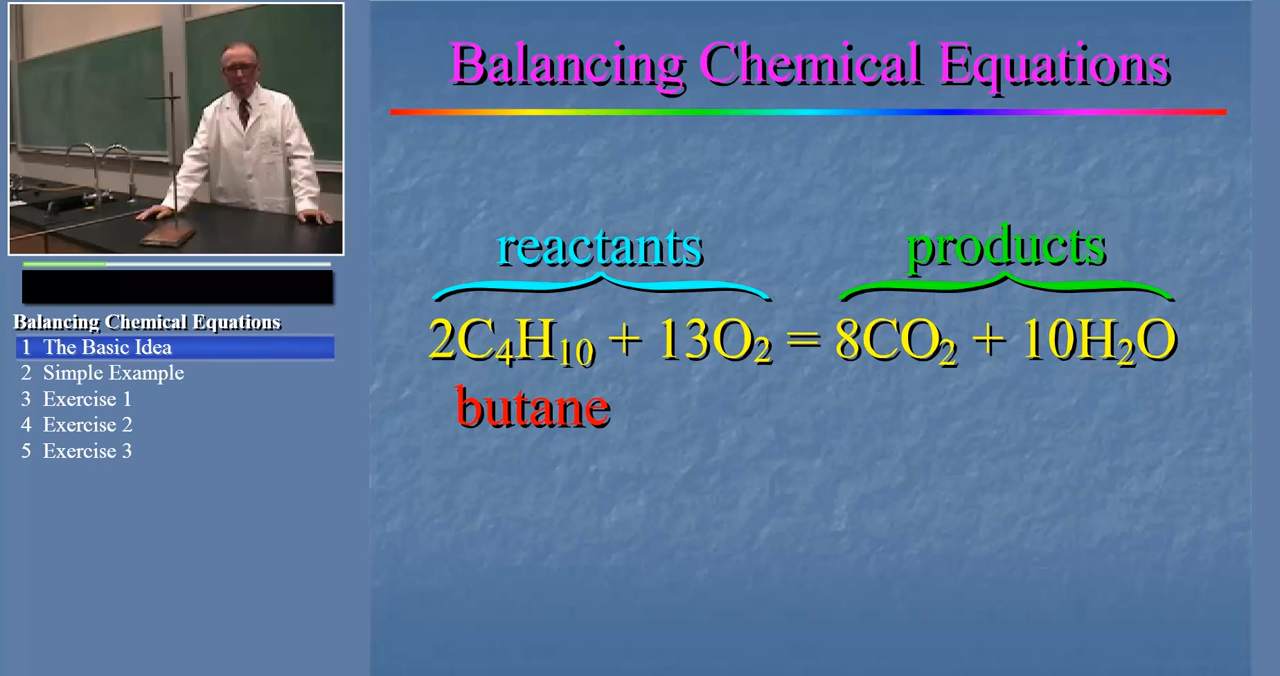 Balancing Chemical Equations
reactants products
2C₄H₁₀ + 13O₂ = 8CO₂ + 10H₂O
butane
Balancing Chemical Equations
1 The Basic Idea
2 Simple Example
3 Exercise 1
4 Exercise 2
5 Exercise 3